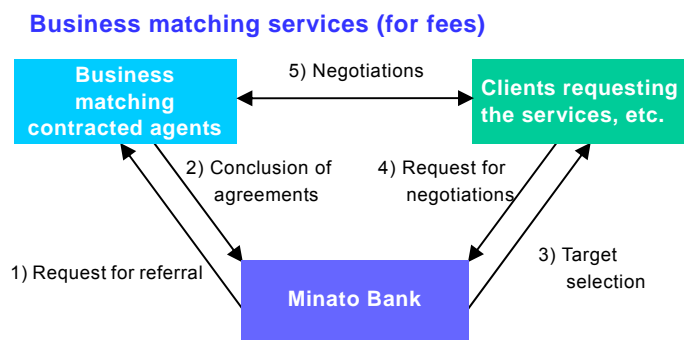 Business matching services (for fees)
Business
matching
contracted agents
5) Negotiations
Clients requesting
the services, etc.
2) Conclusion of
agreements
4) Request for
negotiations
1) Request for referral
3) Target
selection
Minato Bank